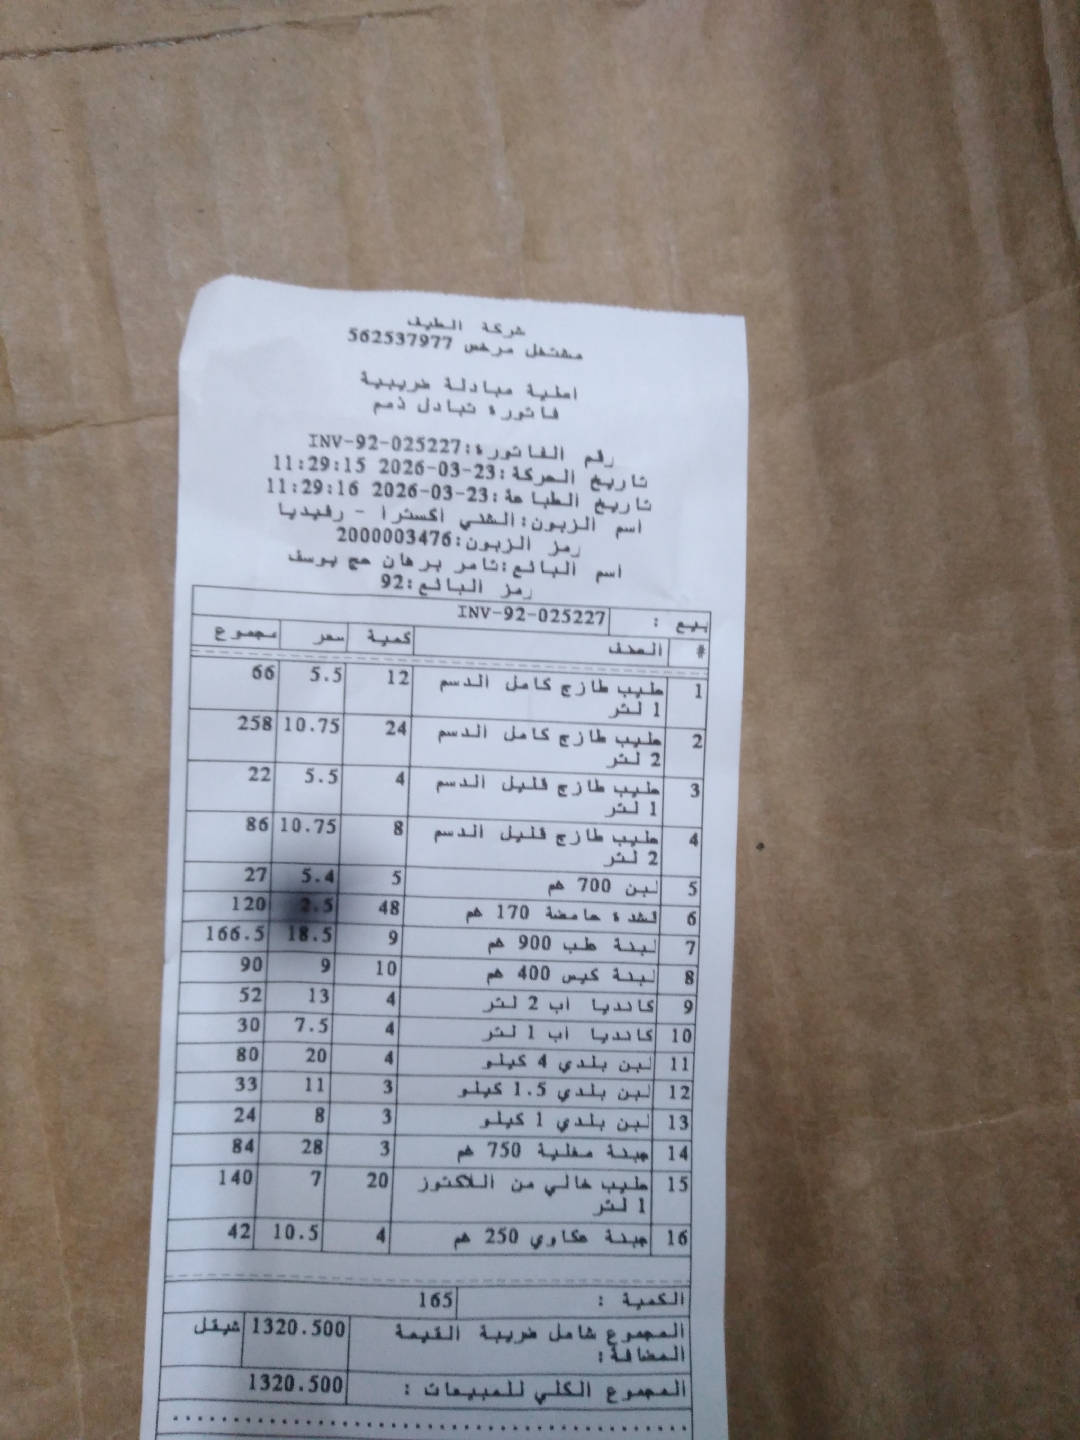 شركة الطيف
مشتغل مرخص 562537977
اصلية مبادلة ضريبية
فاتورة تبادل ذمم
رقم الفاتورة:INV-92-025227
تاريخ الحركة:23-03-2026 11:29:15
تاريخ الطباعة:23-03-2026 11:29:16
اسم الزبون:الشني اكسترا - رفيديا
رمز الزبون:2000003476
اسم البائع:تامر برهان حج يوسف
رمز البائع:92
بيع : INV-92-025227
# الصنف كمية سعر مجموع
1 حليب طازج كامل الدسم 12 5.5 66
1 لتر
2 حليب طازج كامل الدسم 24 10.75 258
2 لتر
3 حليب طازج قليل الدسم 4 5.5 22
1 لتر
4 حليب طازج قليل الدسم 8 10.75 86
2 لتر
5 لبن 700 غم 5 5.4 27
6 قشدة حامضة 170 غم 48 2.5 120
7 لبنة علب 900 غم 9 18.5 166.5
8 لبنة كيس 400 غم 10 9 90
9 كانديا اب 2 لتر 4 13 52
10 كانديا اب 1 لتر 4 7.5 30
11 لبن بلدي 4 كيلو 4 20 80
12 لبن بلدي 1.5 كيلو 3 11 33
13 لبن بلدي 1 كيلو 3 8 24
14 جبنة مغلية 750 غم 3 28 84
15 حليب خالي من اللاكتوز 20 7 140
1 لتر
16 جبنة عكاوي 250 غم 4 10.5 42
الكمية : 165
المجموع شامل ضريبة القيمة 1320.500 شيقل
المضافة:
المجموع الكلي للمبيعات : 1320.500